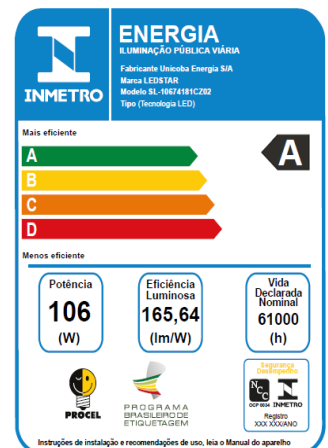 INMETRO
ENERGIA
ILUMINAÇÃO PÚBLICA VIÁRIA
Fabricante Unicoba Energia S/A
Marca LEDSTAR
Modelo SL-10674181CZ02
Tipo (Tecnologia LED)
Mais eficiente
A
A
B
C
D
Menos eficiente
Potência
106
(W)
Eficiência
Luminosa
165,64
(lm/W)
Vida
Declarada
Nominal
61000
(h)
PROCEL
PROGRAMA
BRASILEIRO DE
ETIQUETAGEM
Segurança
Desempenho
NCC
OCP 0034
INMETRO
Registro
XXX XXX/ANO
Instruções de instalação e recomendações de uso, leia o Manual do aparelho